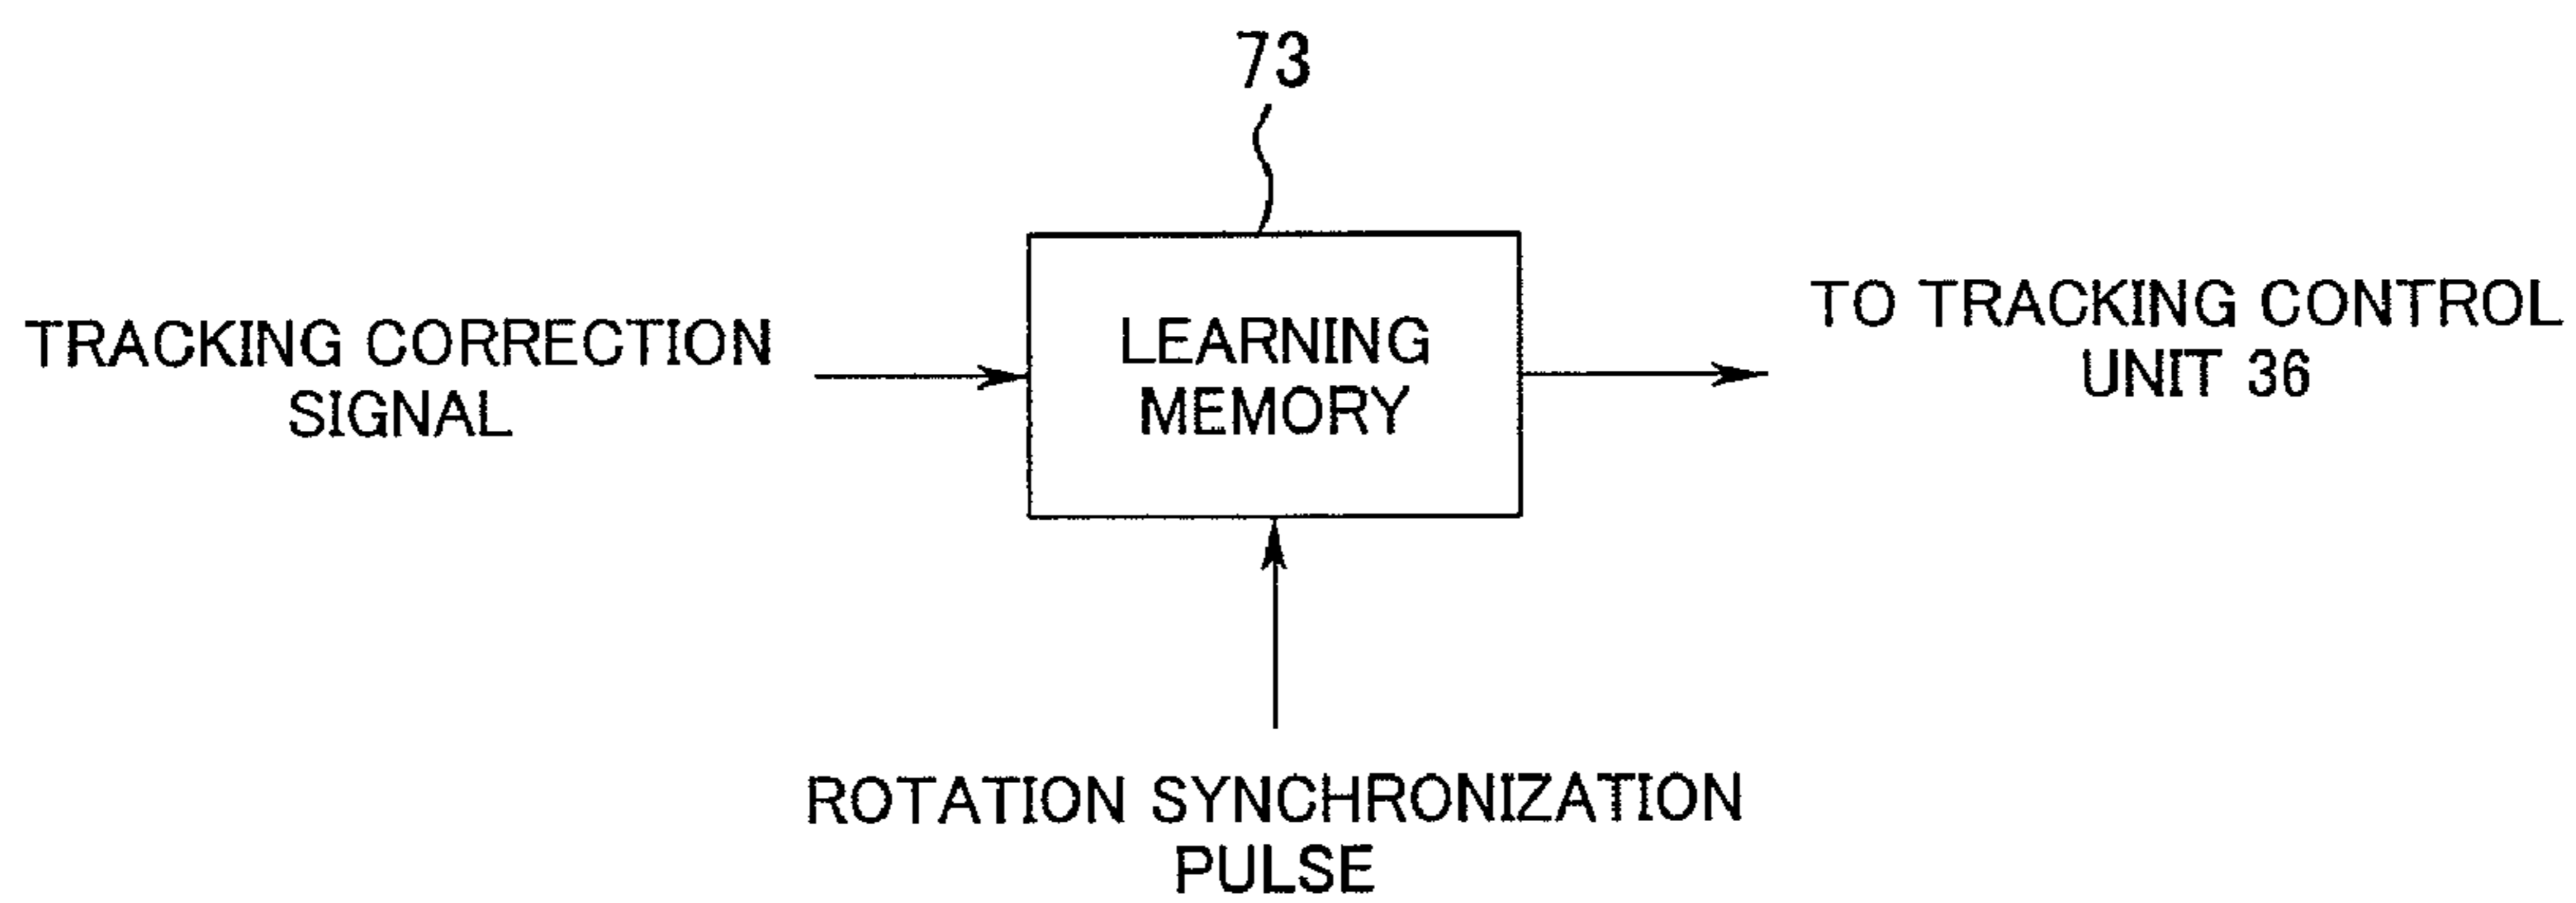 73
TRACKING CORRECTION
SIGNAL
LEARNING
MEMORY
TO TRACKING CONTROL
UNIT 36
ROTATION SYNCHRONIZATION
PULSE